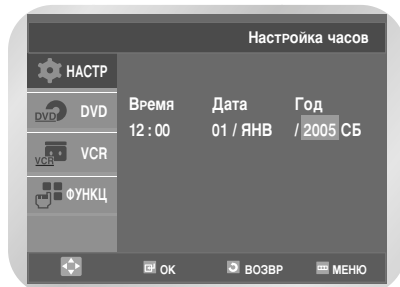 Настройка часов
НАСТР
DVD DVD
Время Дата Год
12 : 00 01 / ЯНВ / 2005 СБ
VCR VCR
ФУНКЦ
ОК ВОЗВР МЕНЮ